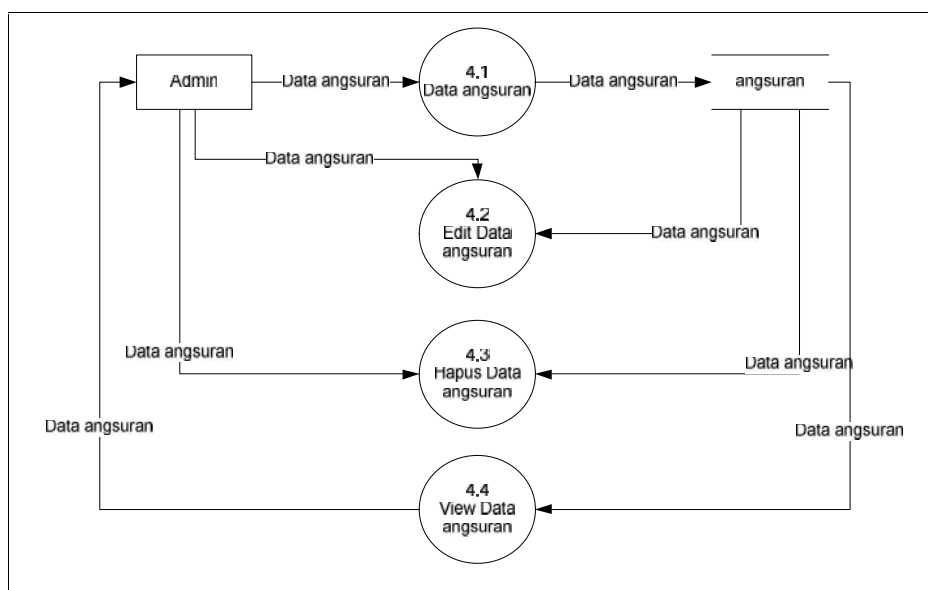 Admin
Data angsuran
4.1
Data angsuran
Data angsuran
angsuran
Data angsuran
4.2
Edit Data
angsuran
Data angsuran
Data angsuran
4.3
Hapus Data
angsuran
Data angsuran
Data angsuran
4.4
View Data
angsuran
Data angsuran